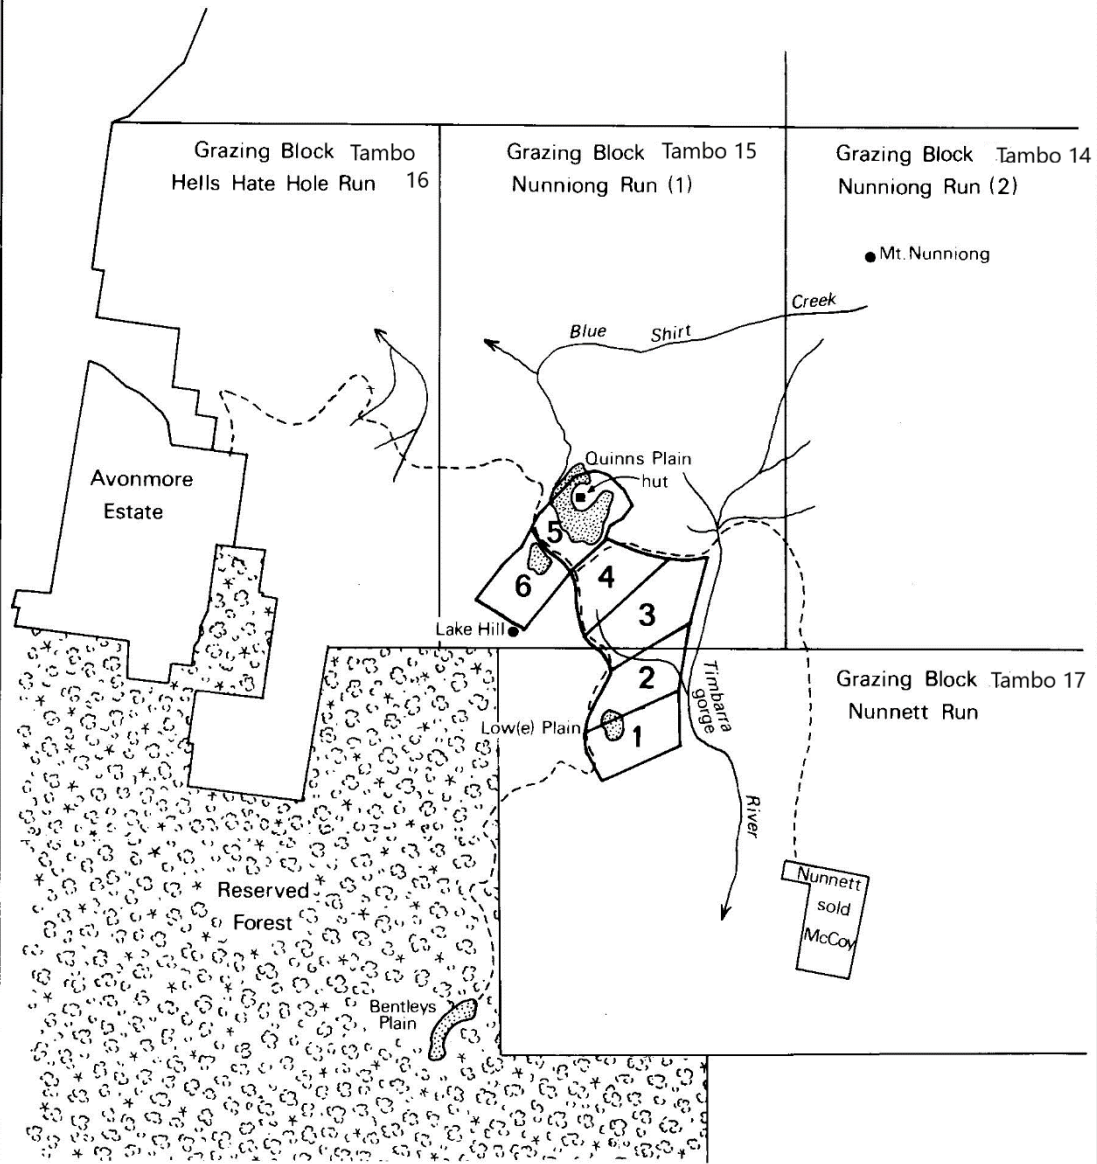 Grazing Block Tambo
Hells Hate Hole Run 16
Grazing Block Tambo 15
Nunniong Run (1)
Grazing Block Tambo 14
Nunniong Run (2)
Mt. Nunniong
Blue Shirt Creek
Quinns Plain
hut
Avonmore
Estate
5
6
4
3
Lake Hill
2
1
Low(e) Plain
Timbarra
gorge
River
Grazing Block Tambo 17
Nunnett Run
Nunnett
sold
McCoy
Reserved
Forest
Bentleys
Plain